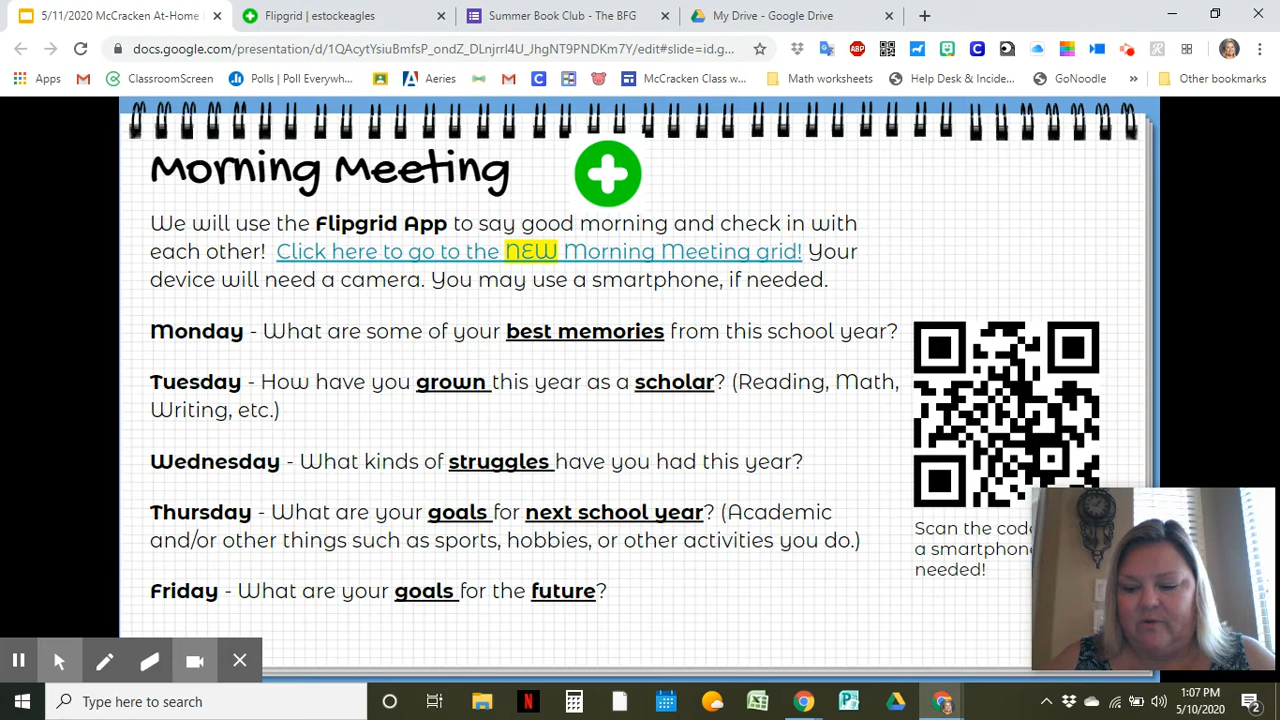 5/11/2020 McCracken At-Home
Flipgrid | estockeagles
Summer Book Club - The BFG
My Drive - Google Drive
docs.google.com/presentation/d/1QAcytYsiuBmfsP_ondZ_DLnjrrl4U_JhgNT9PNDKm7Y/edit#slide=id.g...
Apps
ClassroomScreen
Polls | Poll Everywh...
Aeries
McCracken Class w...
Math worksheets
Help Desk & Incide...
GoNoodle
»
Other bookmarks
Morning Meeting
We will use the Flipgrid App to say good morning and check in with
each other! Click here to go to the NEW Morning Meeting grid! Your
device will need a camera. You may use a smartphone, if needed.
Monday - What are some of your best memories from this school year?
Tuesday - How have you grown this year as a scholar? (Reading, Math,
Writing, etc.)
Wednesday - What kinds of struggles have you had this year?
Thursday - What are your goals for next school year? (Academic
and/or other things such as sports, hobbies, or other activities you do.)
Friday - What are your goals for the future?
Scan the code
a smartphone
needed!
Type here to search
1:07 PM
5/10/2020
2